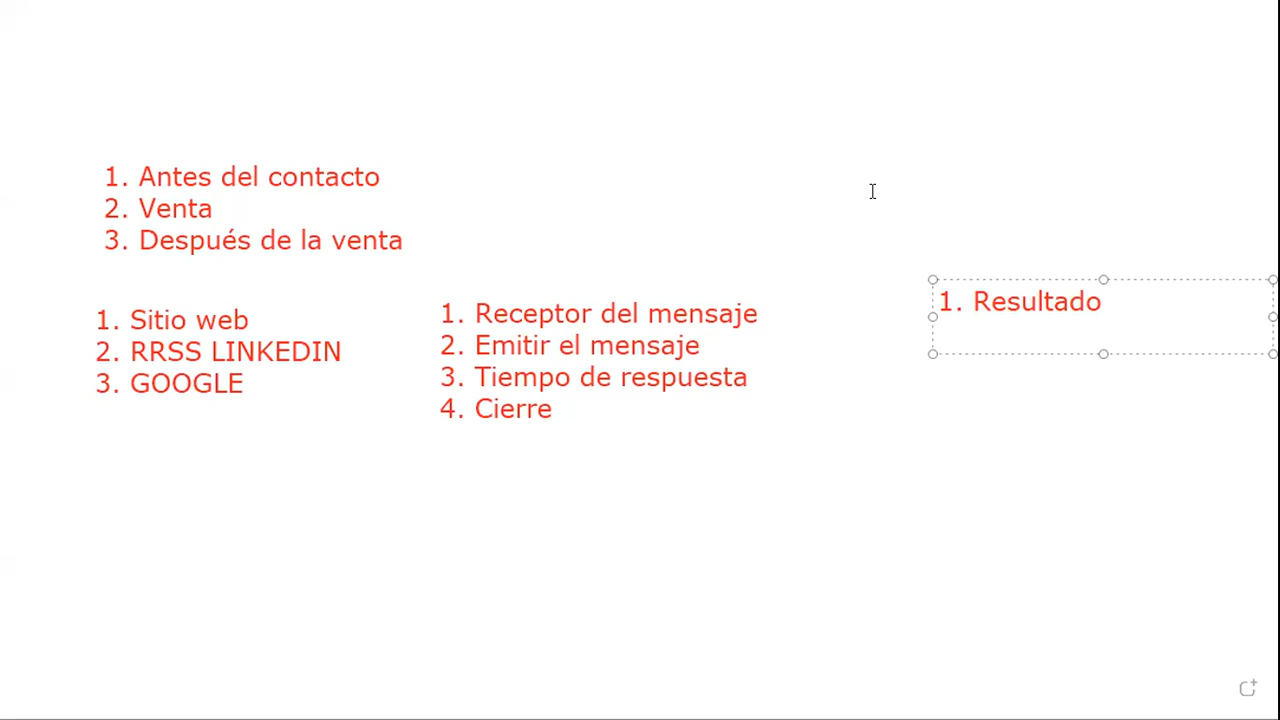 1. Antes del contacto
2. Venta
3. Después de la venta
1. Sitio web
2. RRSS LINKEDIN
3. GOOGLE
1. Receptor del mensaje
2. Emitir el mensaje
3. Tiempo de respuesta
4. Cierre
1. Resultado